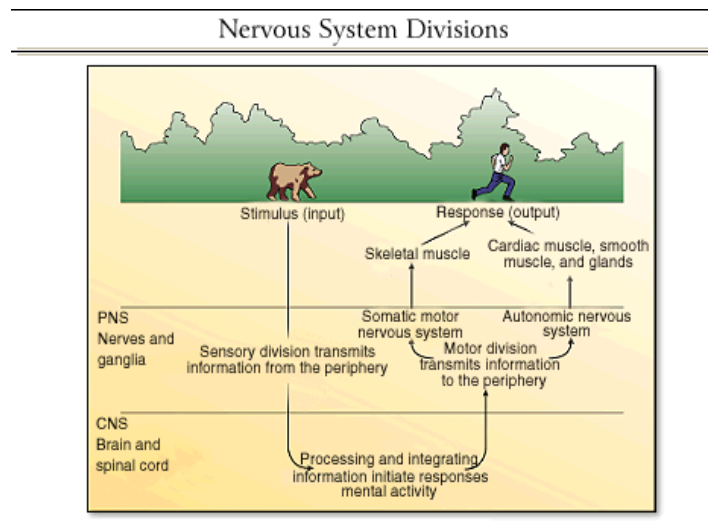 Nervous System Divisions
Stimulus (input)
Response (output)
Skeletal muscle
Cardiac muscle, smooth
muscle, and glands
PNS
Nerves and
ganglia
Somatic motor
nervous system
Autonomic nervous
system
Sensory division transmits
information from the periphery
Motor division
transmits information
to the periphery
CNS
Brain and
spinal cord
Processing and integrating
information initiate responses
mental activity